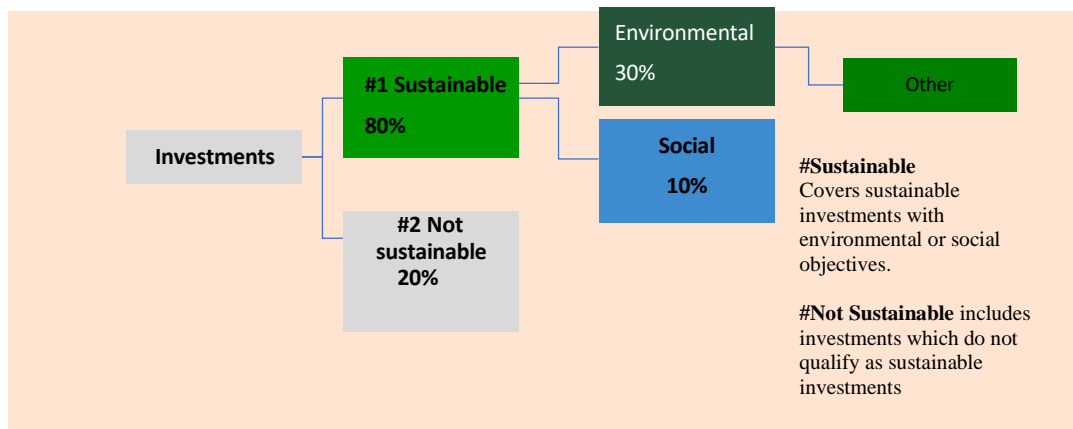 Environmental
30%
Other
#1 Sustainable
80%
Investments
Social
10%
#2 Not
sustainable
20%
#Sustainable
Covers sustainable
investments with
environmental or social
objectives.
#Not Sustainable includes
investments which do not
qualify as sustainable
investments